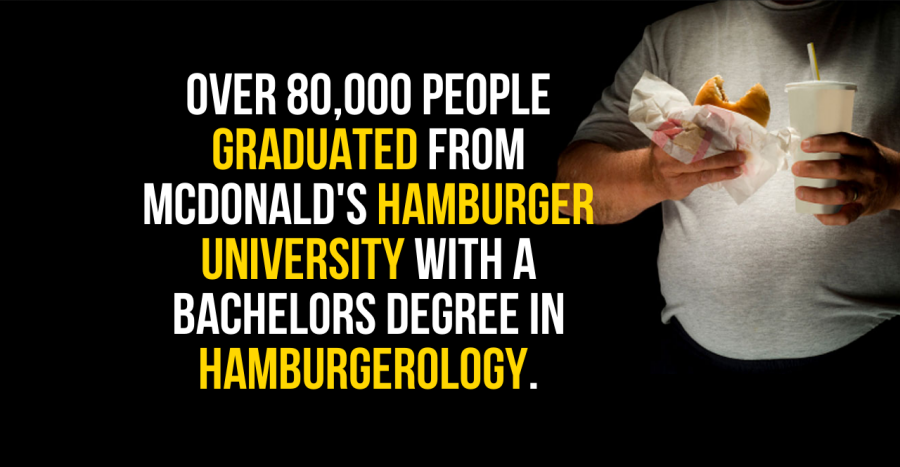 OVER 80,000 PEOPLE
GRADUATED FROM
MCDONALD'S HAMBURGER
UNIVERSITY WITH A
BACHELORS DEGREE IN
HAMBURGEROLOGY.